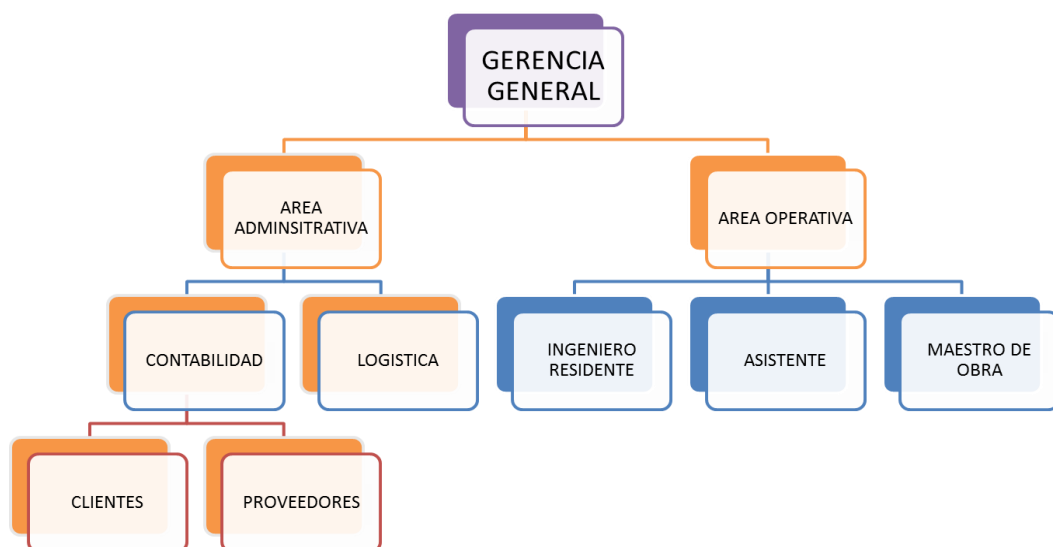 GERENCIA
GENERAL
AREA
ADMINSITRATIVA
AREA OPERATIVA
CONTABILIDAD
LOGISTICA
INGENIERO
RESIDENTE
ASISTENTE
MAESTRO DE
OBRA
CLIENTES
PROVEEDORES